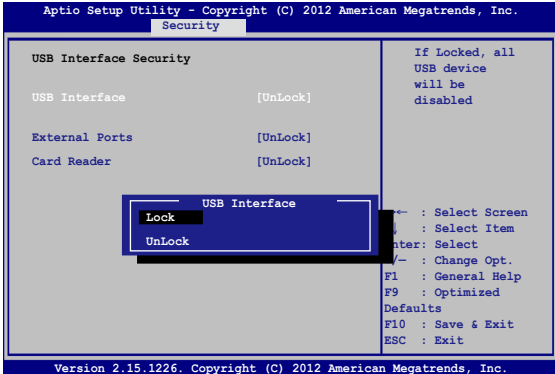 Aptio Setup Utility - Copyright (C) 2012 American Megatrends, Inc.
Security
USB Interface Security
USB Interface [UnLock]
External Ports [UnLock]
Card Reader [UnLock]
If Locked, all
USB device
will be
disabled
USB Interface
Lock
UnLock
→← : Select Screen
↓ : Select Item
nter: Select
/— : Change Opt.
F1 : General Help
F9 : Optimized
Defaults
F10 : Save & Exit
ESC : Exit
Version 2.15.1226. Copyright (C) 2012 American Megatrends, Inc.